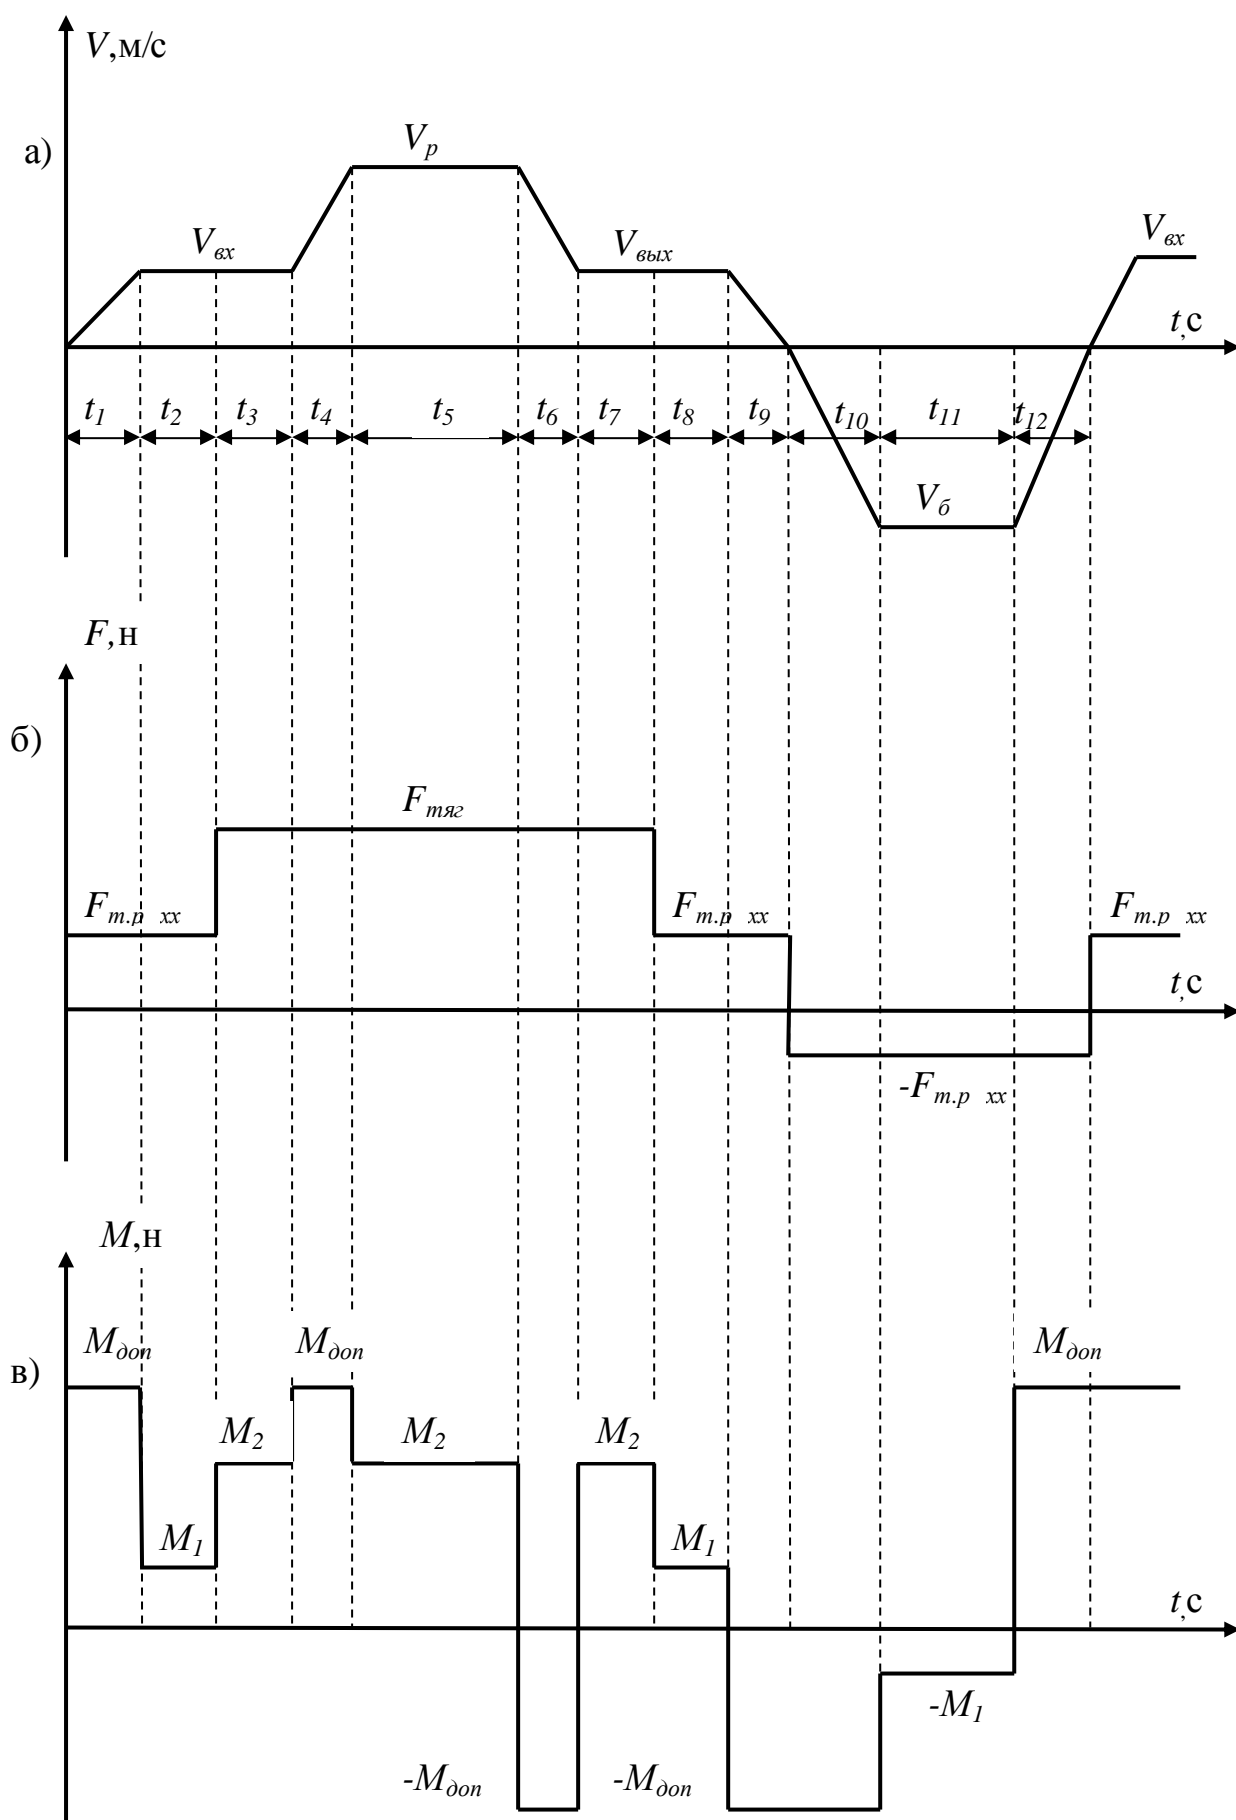 V,м/с
а)
V_р
V_вх
V_вых
V_вх
t,с
t_1 t_2 t_3 t_4 t_5 t_6 t_7 t_8 t_9 t_10 t_11 t_12
V_б
F,н
б)
F_тяг
F_т.р хх
F_т.р хх
F_т.р хх
t,с
-F_т.р хх
M,н
M_доп
M_доп
M_доп
в)
M_2
M_2
M_2
M_1
M_1
t,с
-M_1
-M_доп
-M_доп